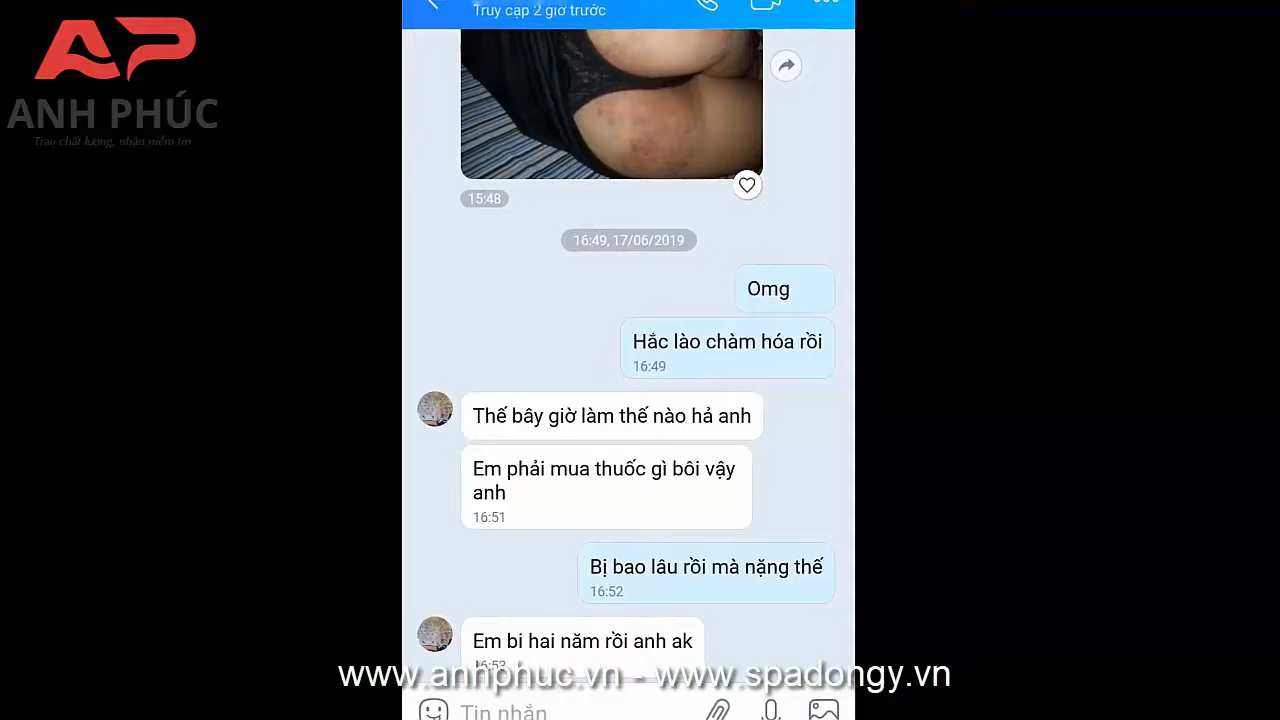 Truy cập 2 giờ trước
AP
ANH PHÚC
Trao chất lượng, nhận niềm tin
15:48
16:49, 17/06/2019
Omg
Hắc lào chàm hóa rồi
16:49
Thế bây giờ làm thế nào hả anh
Em phải mua thuốc gì bôi vậy
anh
16:51
Bị bao lâu rồi mà nặng thế
16:52
Em bi hai năm rồi anh ak
16:53
www.anhphuc.vn - www.spadongy.vn
Tin nhắn